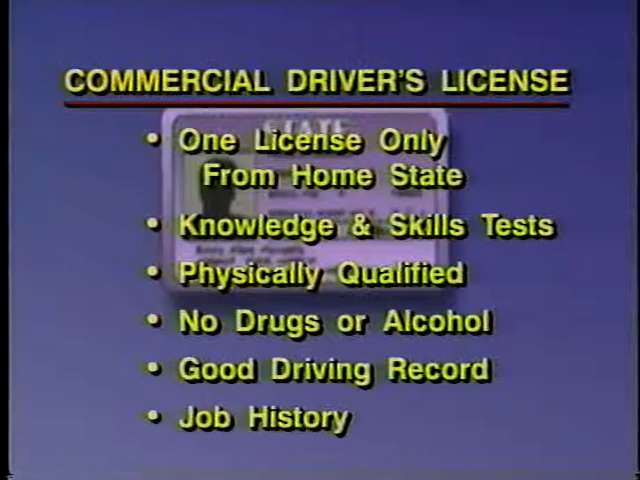 COMMERCIAL DRIVER'S LICENSE
STATE
• One License Only
From Home State
• Knowledge & Skills Tests
• Physically Qualified
• No Drugs or Alcohol
• Good Driving Record
• Job History